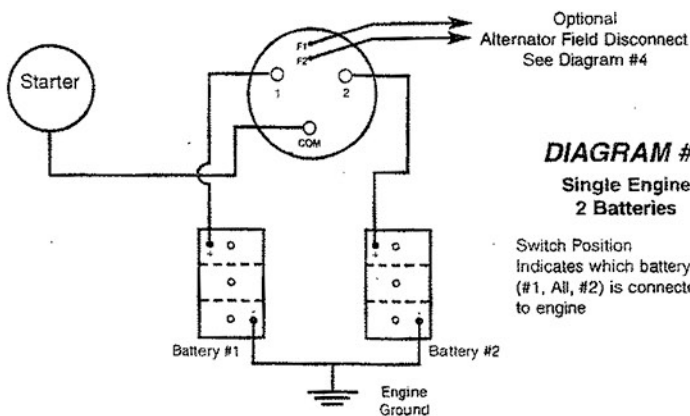 Optional
Alternator Field Disconnect
See Diagram #4
F1
F2
Starter
1
2
COM
DIAGRAM #
Single Engine
2 Batteries
Switch Position
Indicates which battery
(#1, All, #2) is connecte
to engine
+
+
-
-
Battery #1
Battery #2
Engine
Ground